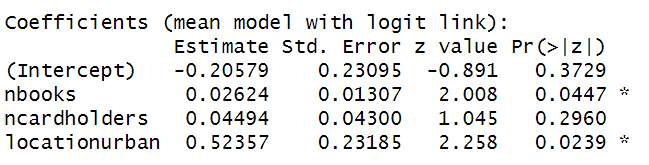 Coefficients (mean model with logit link):
Estimate Std. Error z value Pr(>|z|)
(Intercept) -0.20579 0.23095 -0.891 0.3729
nbooks 0.02624 0.01307 2.008 0.0447 *
ncardholders 0.04494 0.04300 1.045 0.2960
locationurban 0.52357 0.23185 2.258 0.0239 *